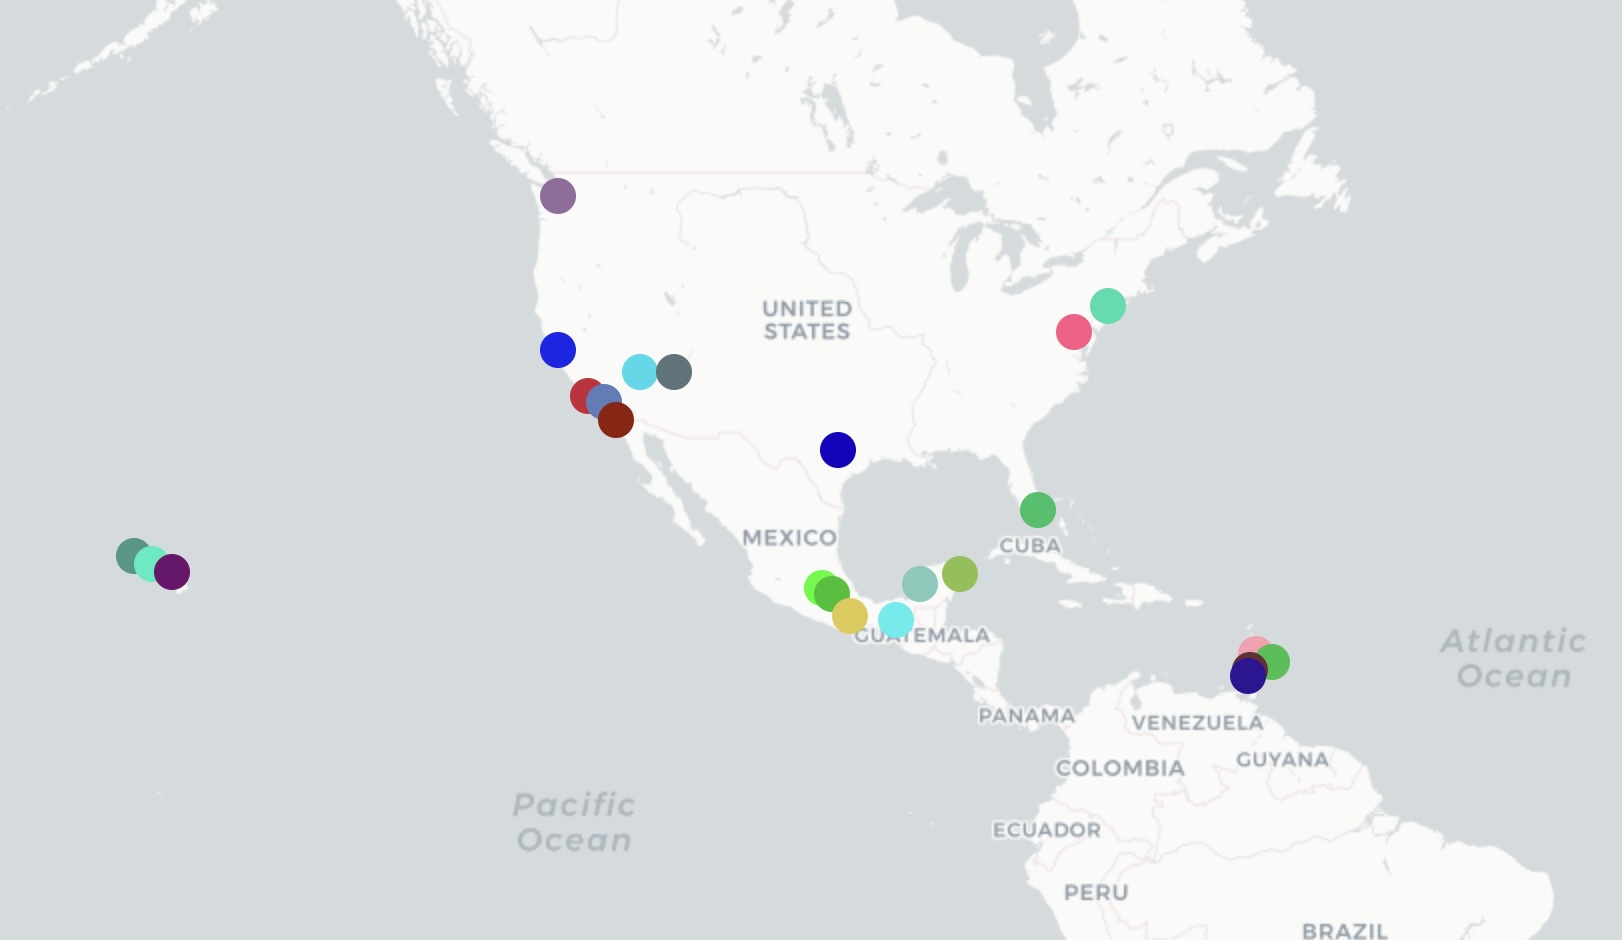 UNITED
STATES
MEXICO
CUBA
GUATEMALA
Atlantic
Ocean
PANAMA
VENEZUELA
GUYANA
COLOMBIA
Pacific
Ocean
ECUADOR
PERU
BRAZIL